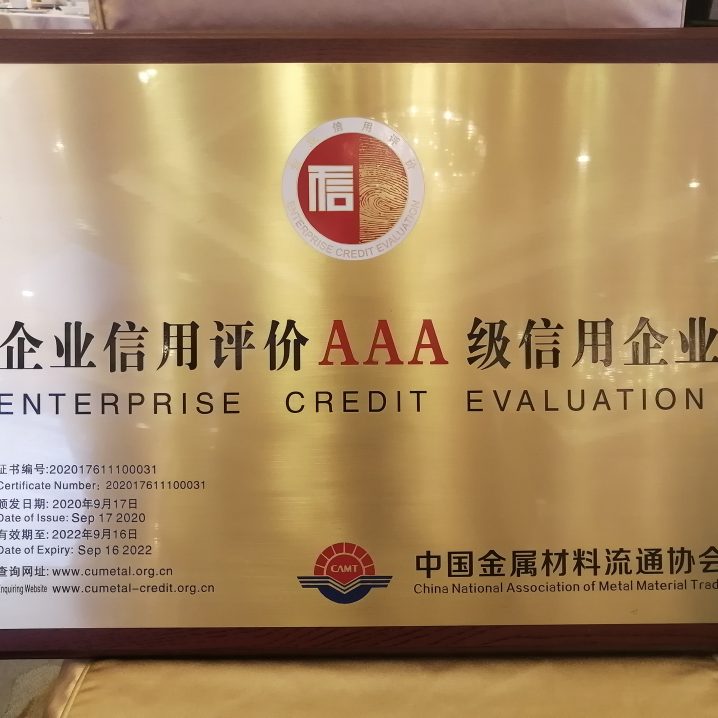 信用评价
信
ENTERPRISE CREDIT EVALUATION
企业信用评价AAA级信用企业
ENTERPRISE CREDIT EVALUATION
证书编号:202017611100031
Certificate Number: 202017611100031
颁发日期: 2020年9月17日
Date of Issue: Sep 17 2020
有效期至: 2022年9月16日
Date of Expiry: Sep 16 2022
查询网址: www.cumetal.org.cn
Enquiring Website www.cumetal-credit.org.cn
CAMT
中国金属材料流通协会
China National Association of Metal Material Trad